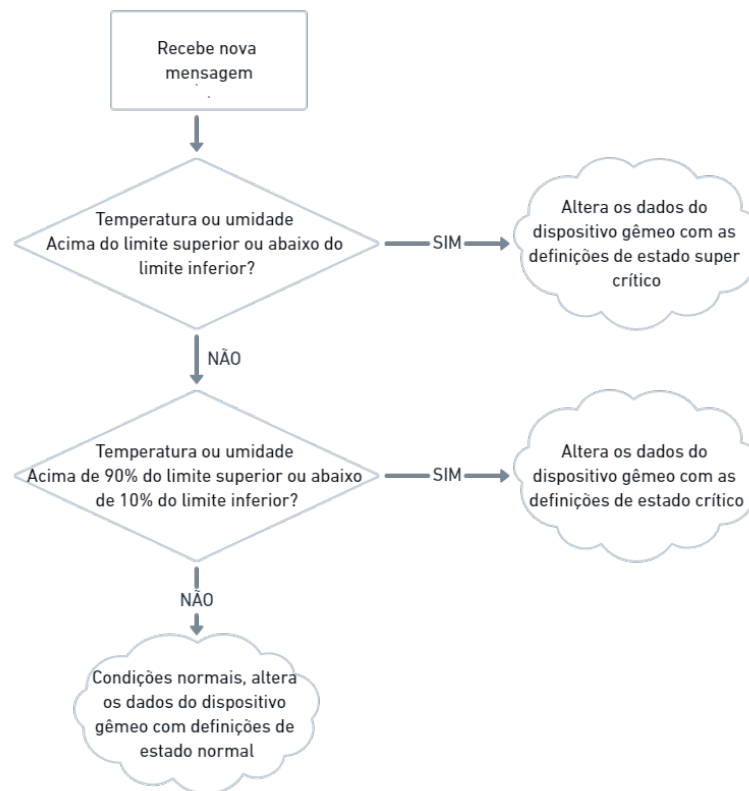 Recebe nova
mensagem
Temperatura ou umidade
Acima do limite superior ou abaixo do
limite inferior?
SIM
Altera os dados do
dispositivo gêmeo com as
definições de estado super
crítico
NÃO
Temperatura ou umidade
Acima de 90% do limite superior ou abaixo
de 10% do limite inferior?
SIM
Altera os dados do
dispositivo gêmeo com as
definições de estado crítico
NÃO
Condições normais, altera
os dados do dispositivo
gêmeo com definições de
estado normal